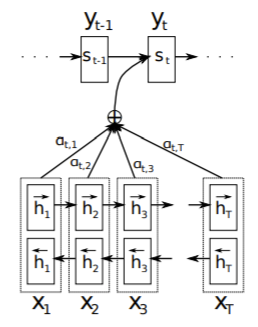 y_{t-1} y_t
. . . s_{t-1} s_t . . .
⊕
a_{t,1} a_{t,2} a_{t,3} a_{t,T}
\overrightarrow{h}_1 \overrightarrow{h}_2 \overrightarrow{h}_3 \overrightarrow{h}_T
\overleftarrow{h}_1 \overleftarrow{h}_2 \overleftarrow{h}_3 \overleftarrow{h}_T
x_1 x_2 x_3 x_T